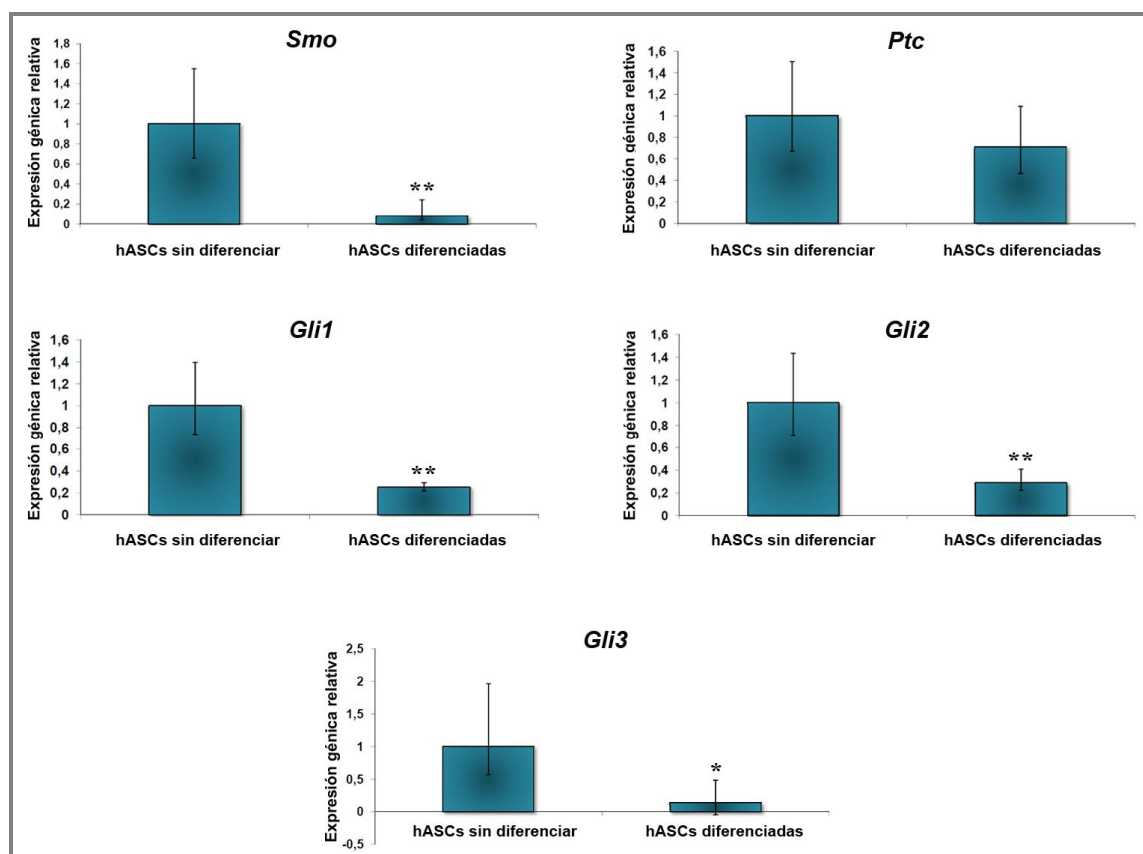 Smo
Expresión génica relativa
1,8
1,6
1,4
1,2
1
0,8
0,6
0,4
0,2
0
**
hASCs sin diferenciar
hASCs diferenciadas
Ptc
Expresión génica relativa
1,6
1,4
1,2
1
0,8
0,6
0,4
0,2
0
hASCs sin diferenciar
hASCs diferenciadas
Gli1
Expresión génica relativa
1,6
1,4
1,2
1
0,8
0,6
0,4
0,2
0
**
hASCs sin diferenciar
hASCs diferenciadas
Gli2
Expresión génica relativa
1,6
1,4
1,2
1
0,8
0,6
0,4
0,2
0
**
hASCs sin diferenciar
hASCs diferenciadas
Gli3
Expresión génica relativa
2,5
2
1,5
1
0,5
0
-0,5
*
hASCs sin diferenciar
hASCs diferenciadas